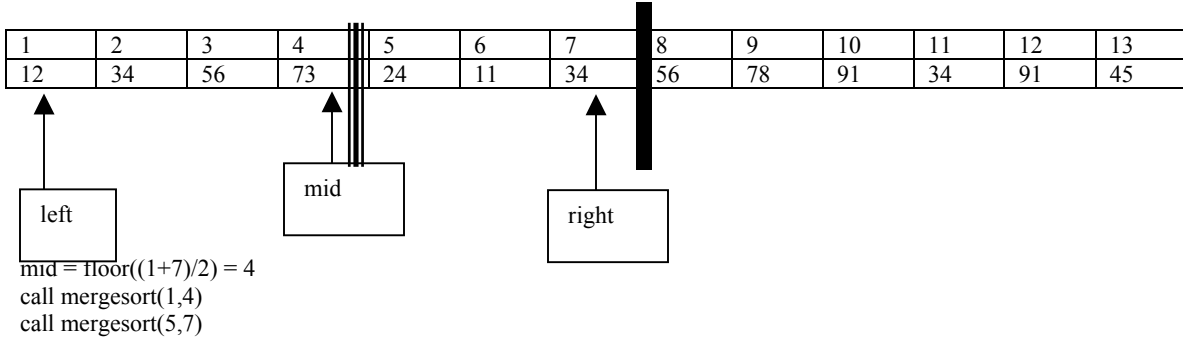 1 2 3 4 5 6 7 8 9 10 11 12 13
12 34 56 73 24 11 34 56 78 91 34 91 45
left
mid
right
mid = floor((1+7)/2) = 4
call mergesort(1,4)
call mergesort(5,7)